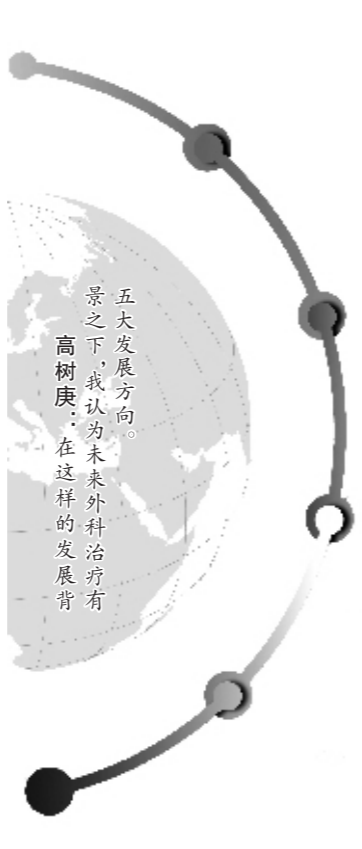 高树庚：在这样的发展背
景之下，我认为未来外科治疗有
五大发展方向。